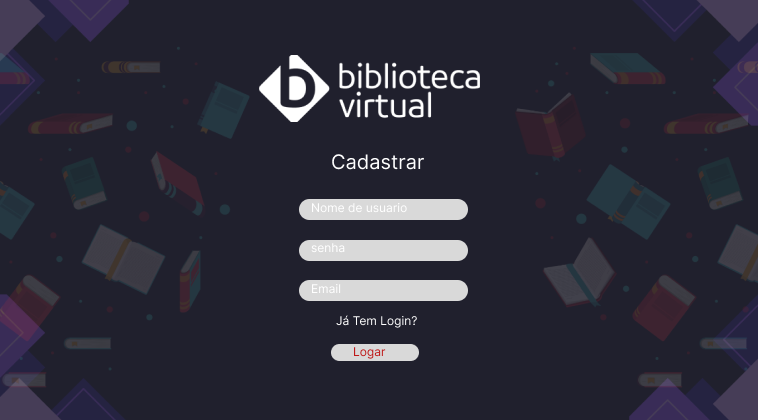 biblioteca
virtual
Cadastrar
Nome de usuario
senha
Email
Já Tem Login?
Logar